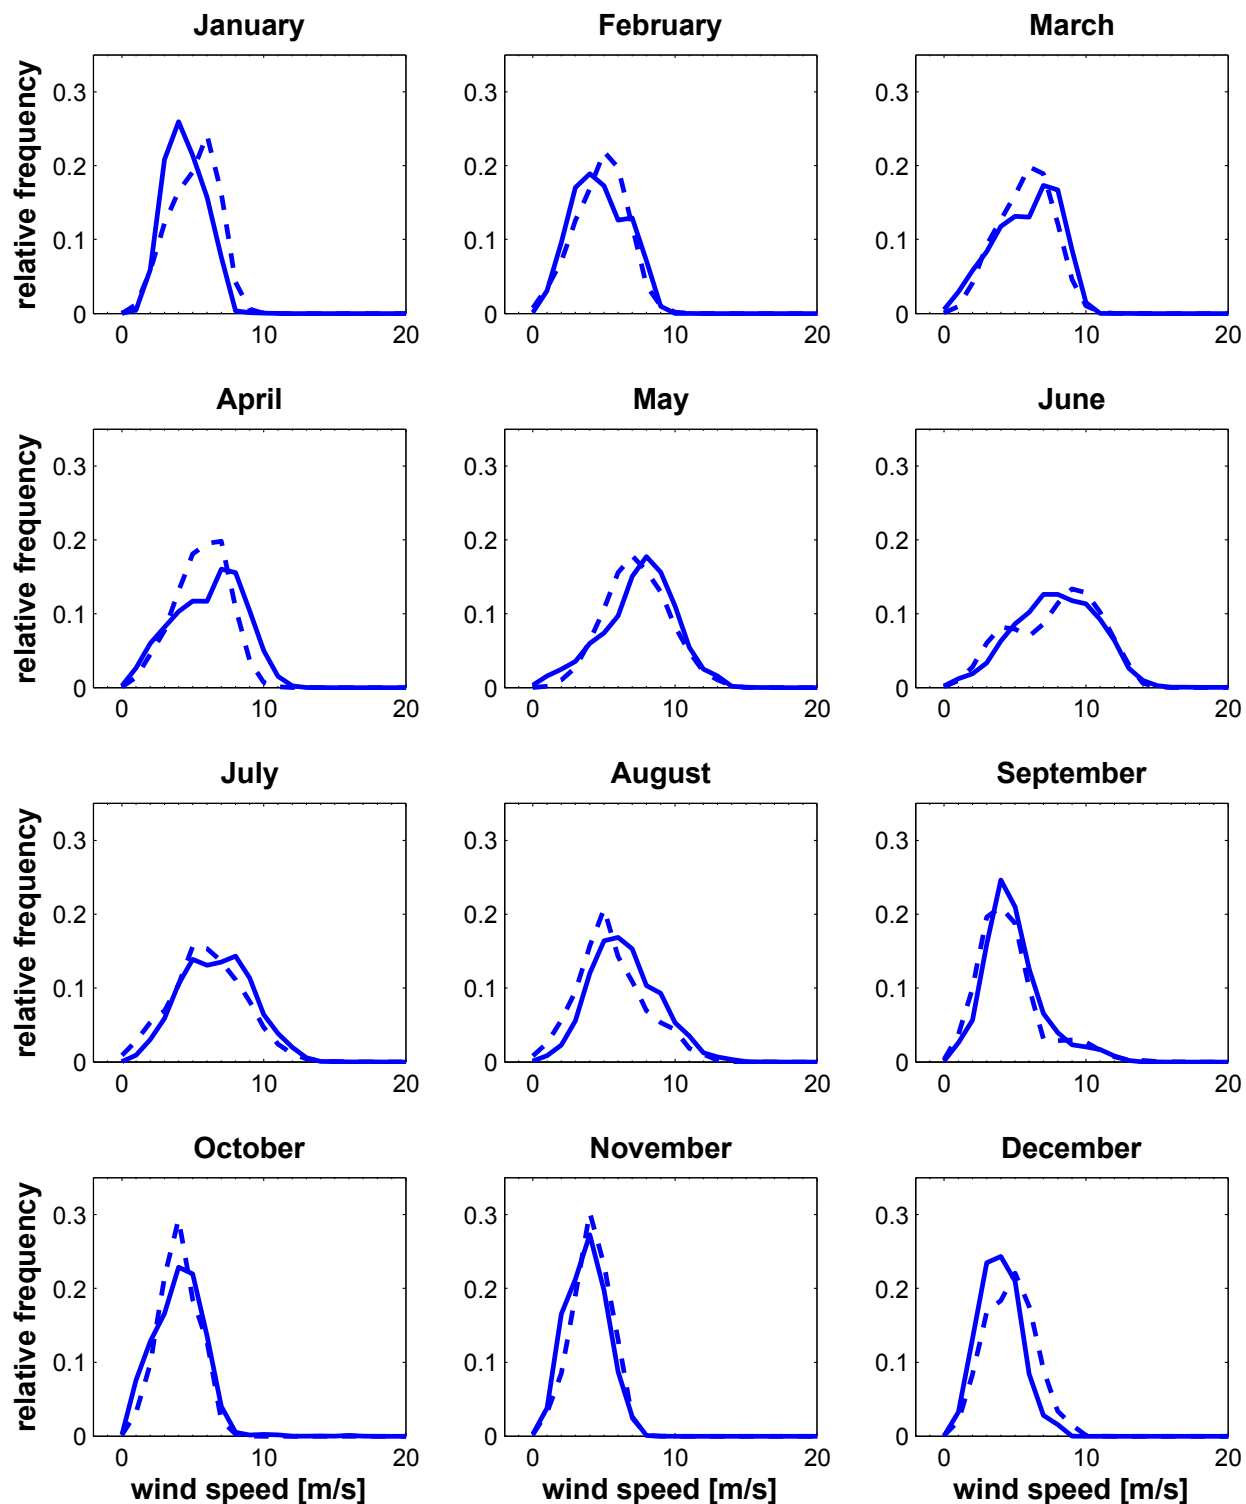 January February March
relative frequency
0.3 0.3 0.3
0.2 0.2 0.2
0.1 0.1 0.1
0 0 0
0 10 20 0 10 20 0 10 20
April May June
relative frequency
0.3 0.3 0.3
0.2 0.2 0.2
0.1 0.1 0.1
0 0 0
0 10 20 0 10 20 0 10 20
July August September
relative frequency
0.3 0.3 0.3
0.2 0.2 0.2
0.1 0.1 0.1
0 0 0
0 10 20 0 10 20 0 10 20
October November December
relative frequency
0.3 0.3 0.3
0.2 0.2 0.2
0.1 0.1 0.1
0 0 0
0 10 20 0 10 20 0 10 20
wind speed [m/s] wind speed [m/s] wind speed [m/s]